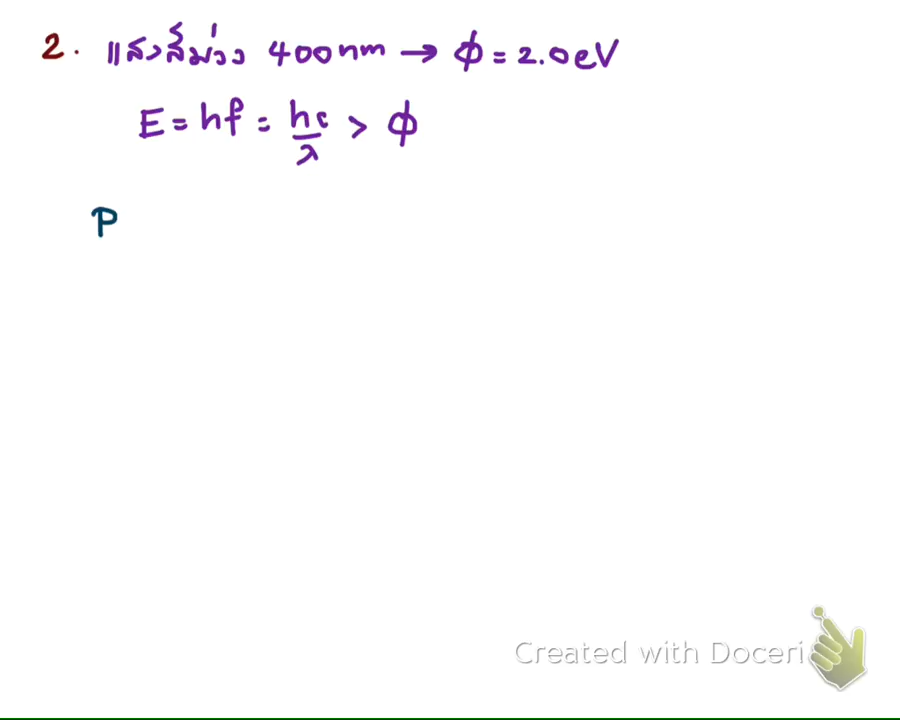 2. แสงสีม่วง 400nm → ϕ = 2.0eV
E = hf = hc/λ > ϕ
P
Created with Doceri